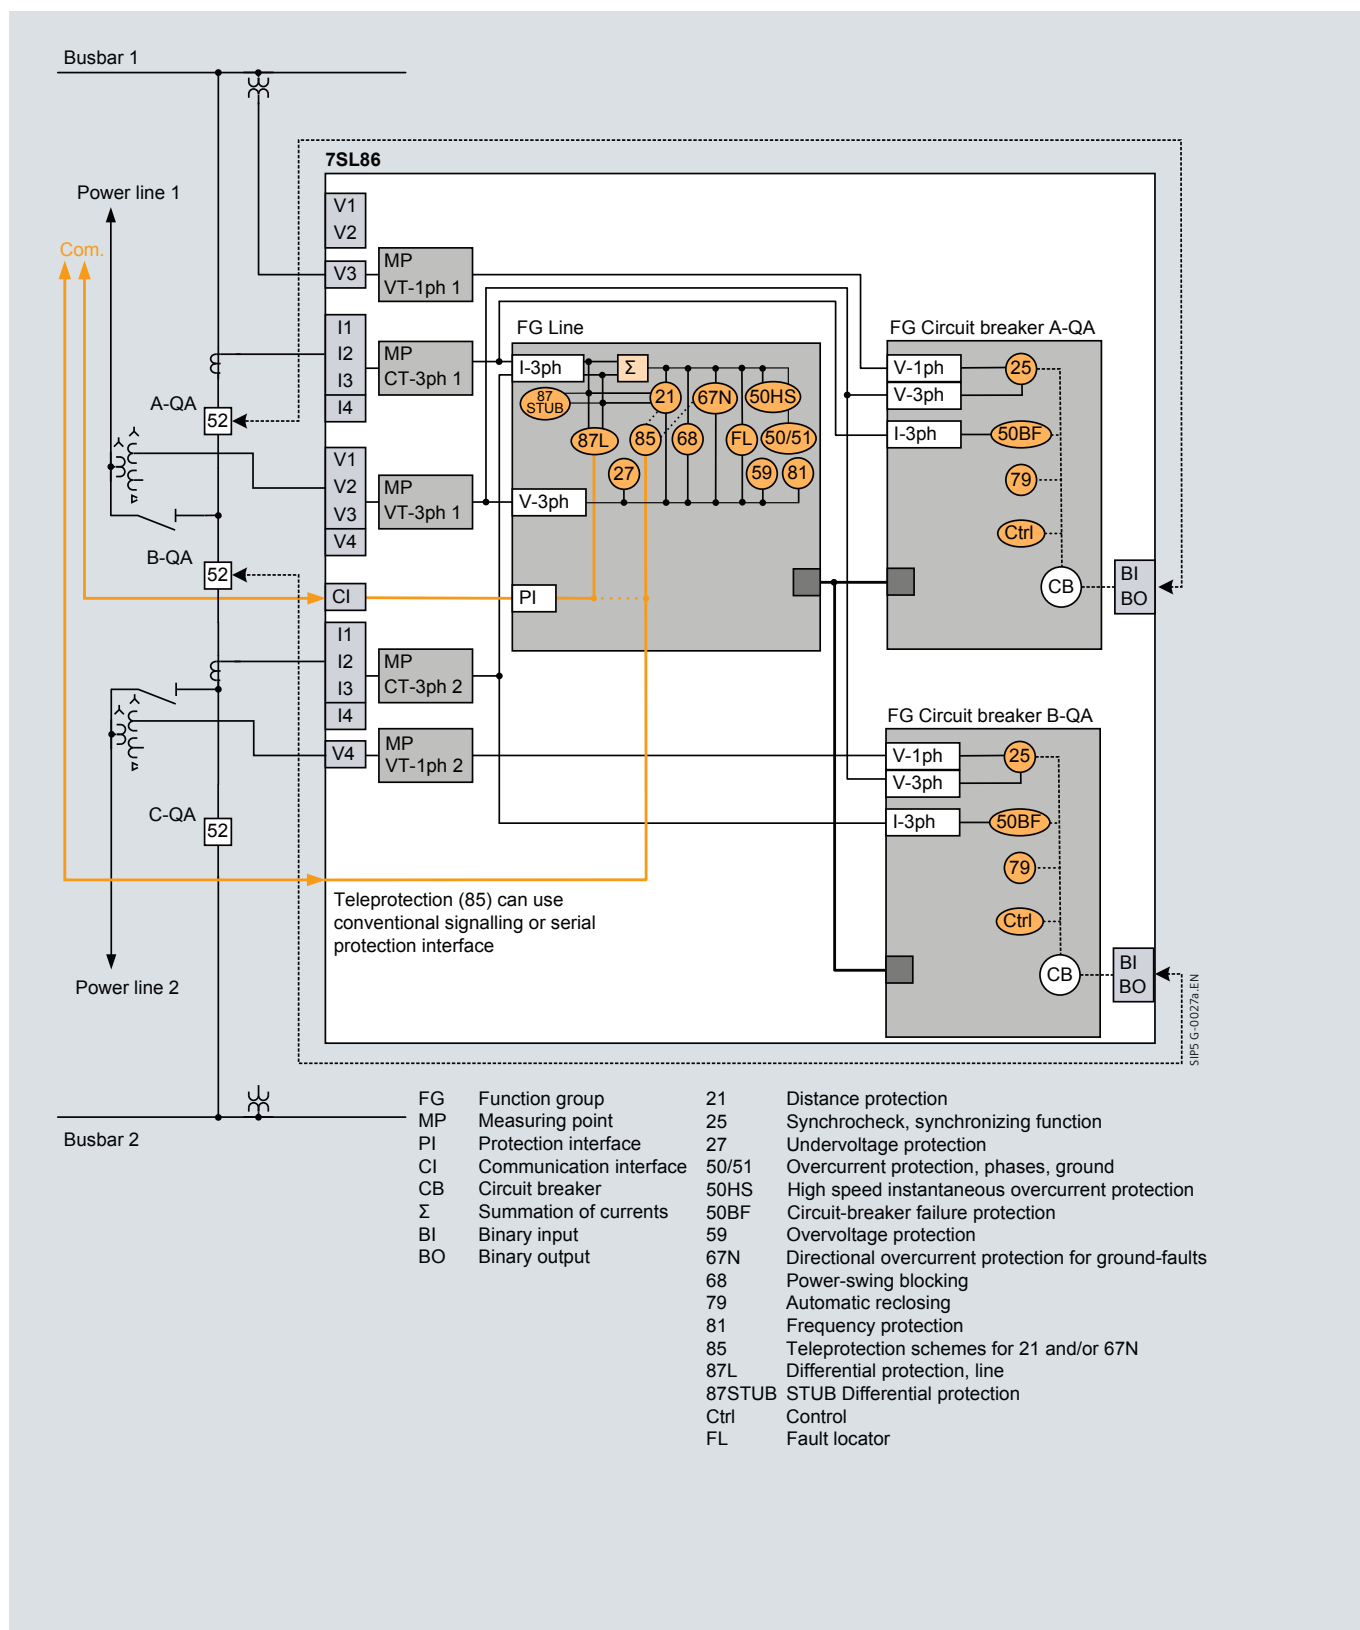 Busbar 1
7SL86
Power line 1
Com.
V1
V2
V3
MP
VT-1ph 1
I1
I2
I3
I4
MP
CT-3ph 1
A-QA
52
V1
V2
V3
V4
MP
VT-3ph 1
B-QA
52
CI
I1
I2
I3
I4
MP
CT-3ph 2
V4
MP
VT-1ph 2
C-QA
52
Power line 2
FG Line
I-3ph
Σ
87
STUB
21
67N
50HS
87L
85
68
FL
50/51
27
59
81
V-3ph
PI
FG Circuit breaker A-QA
V-1ph
25
V-3ph
I-3ph
50BF
79
Ctrl
CB
BI
BO
FG Circuit breaker B-QA
V-1ph
25
V-3ph
I-3ph
50BF
79
Ctrl
CB
BI
BO
Teleprotection (85) can use
conventional signalling or serial
protection interface
SIP5 G-0027a.EN
Busbar 2
FG Function group
MP Measuring point
PI Protection interface
CI Communication interface
CB Circuit breaker
Σ Summation of currents
BI Binary input
BO Binary output
21 Distance protection
25 Synchrocheck, synchronizing function
27 Undervoltage protection
50/51 Overcurrent protection, phases, ground
50HS High speed instantaneous overcurrent protection
50BF Circuit-breaker failure protection
59 Overvoltage protection
67N Directional overcurrent protection for ground-faults
68 Power-swing blocking
79 Automatic reclosing
81 Frequency protection
85 Teleprotection schemes for 21 and/or 67N
87L Differential protection, line
87STUB STUB Differential protection
Ctrl Control
FL Fault locator